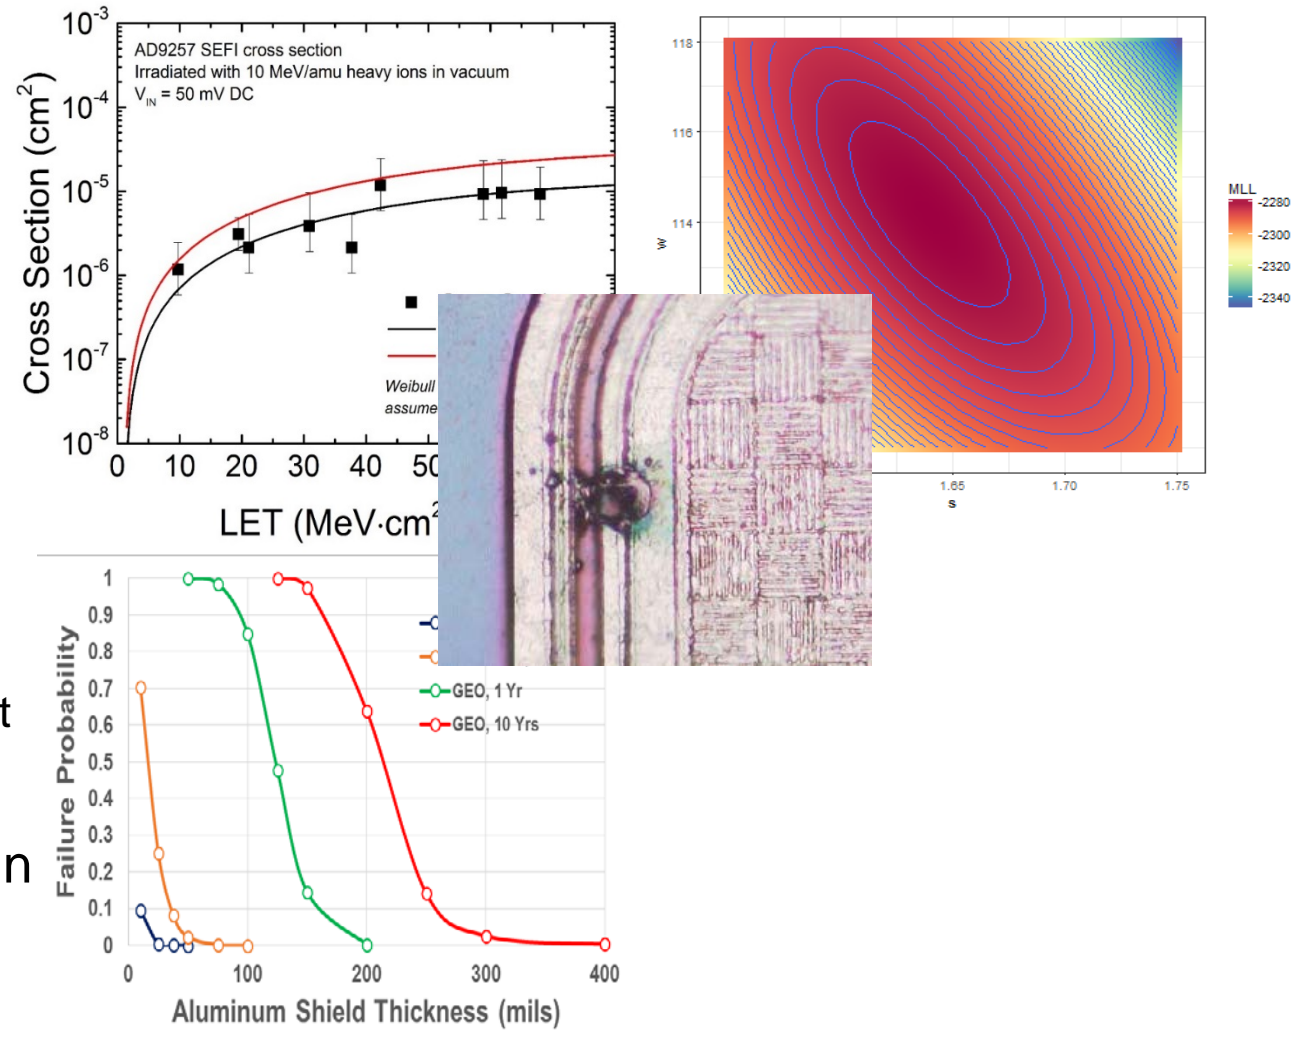 10⁻³
10⁻⁴
10⁻⁵
10⁻⁶
10⁻⁷
10⁻⁸
Cross Section (cm²)
AD9257 SEFI cross section
Irradiated with 10 MeV/amu heavy ions in vacuum
V_IN = 50 mV DC
Weibull
assume
0 10 20 30 40 50
LET (MeV·cm²
118
116
114
w
1.65 1.70 1.75
s
MLL
-2280
-2300
-2320
-2340
t
n
1
0.9
0.8
0.7
0.6
0.5
0.4
0.3
0.2
0.1
0
Failure Probability
GEO, 1 Yr
GEO, 10 Yrs
0 100 200 300 400
Aluminum Shield Thickness (mils)